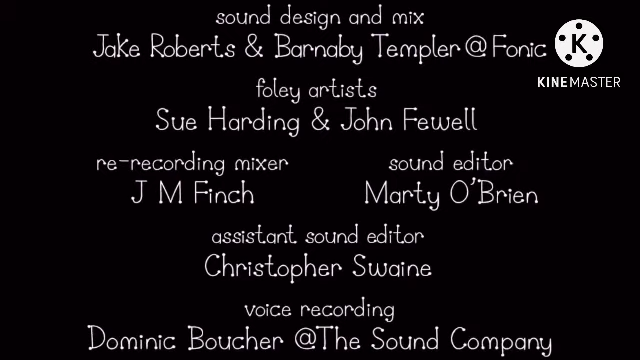 sound design and mix
Jake Roberts & Barnaby Templer @ Fonic
KINEMASTER
foley artists
Sue Harding & John Fewell
re-recording mixer
J M Finch
sound editor
Marty O'Brien
assistant sound editor
Christopher Swaine
voice recording
Dominic Boucher @The Sound Company